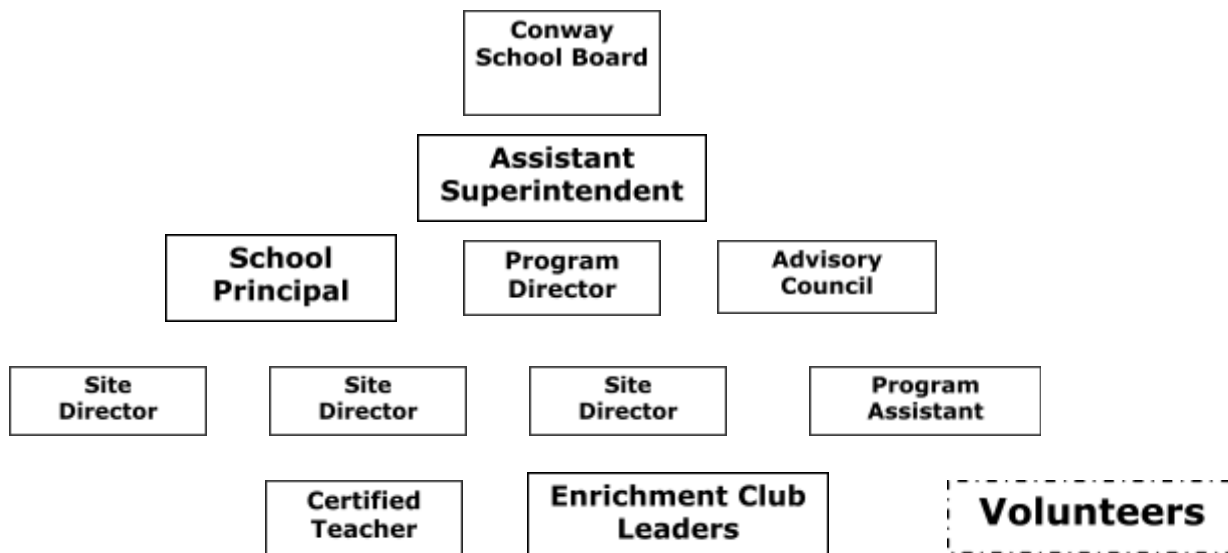 Conway
School Board
Assistant
Superintendent
School
Principal
Program
Director
Advisory
Council
Site
Director
Site
Director
Site
Director
Program
Assistant
Certified
Teacher
Enrichment Club
Leaders
Volunteers